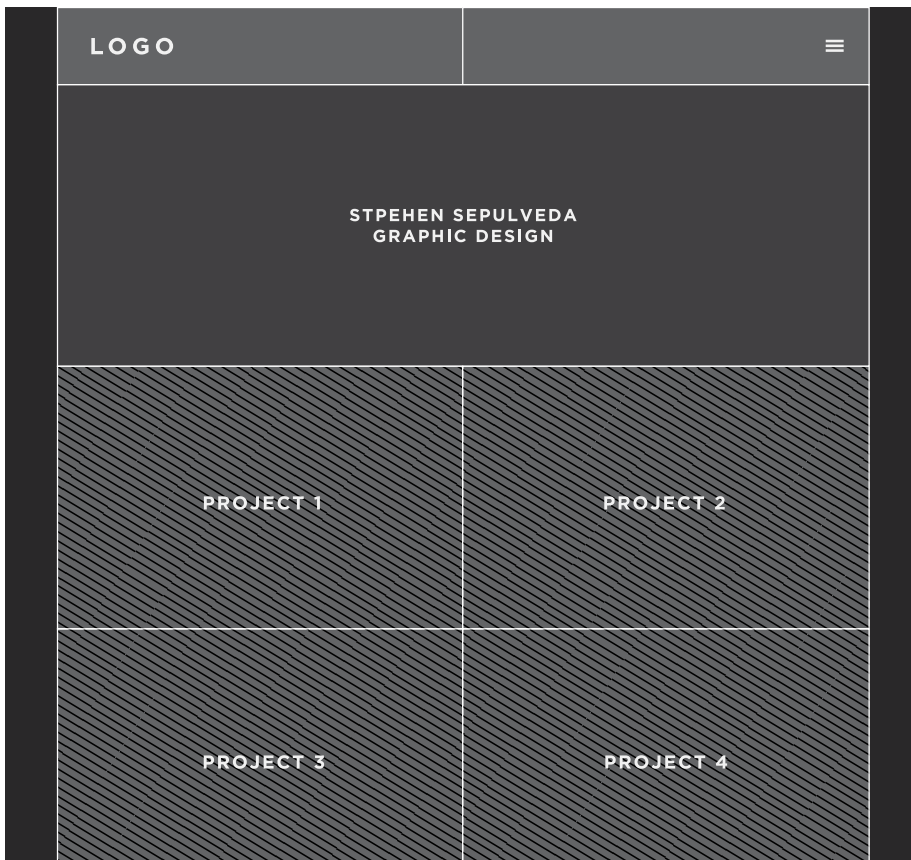 LOGO
STPEHEN SEPULVEDA
GRAPHIC DESIGN
PROJECT 1
PROJECT 2
PROJECT 3
PROJECT 4